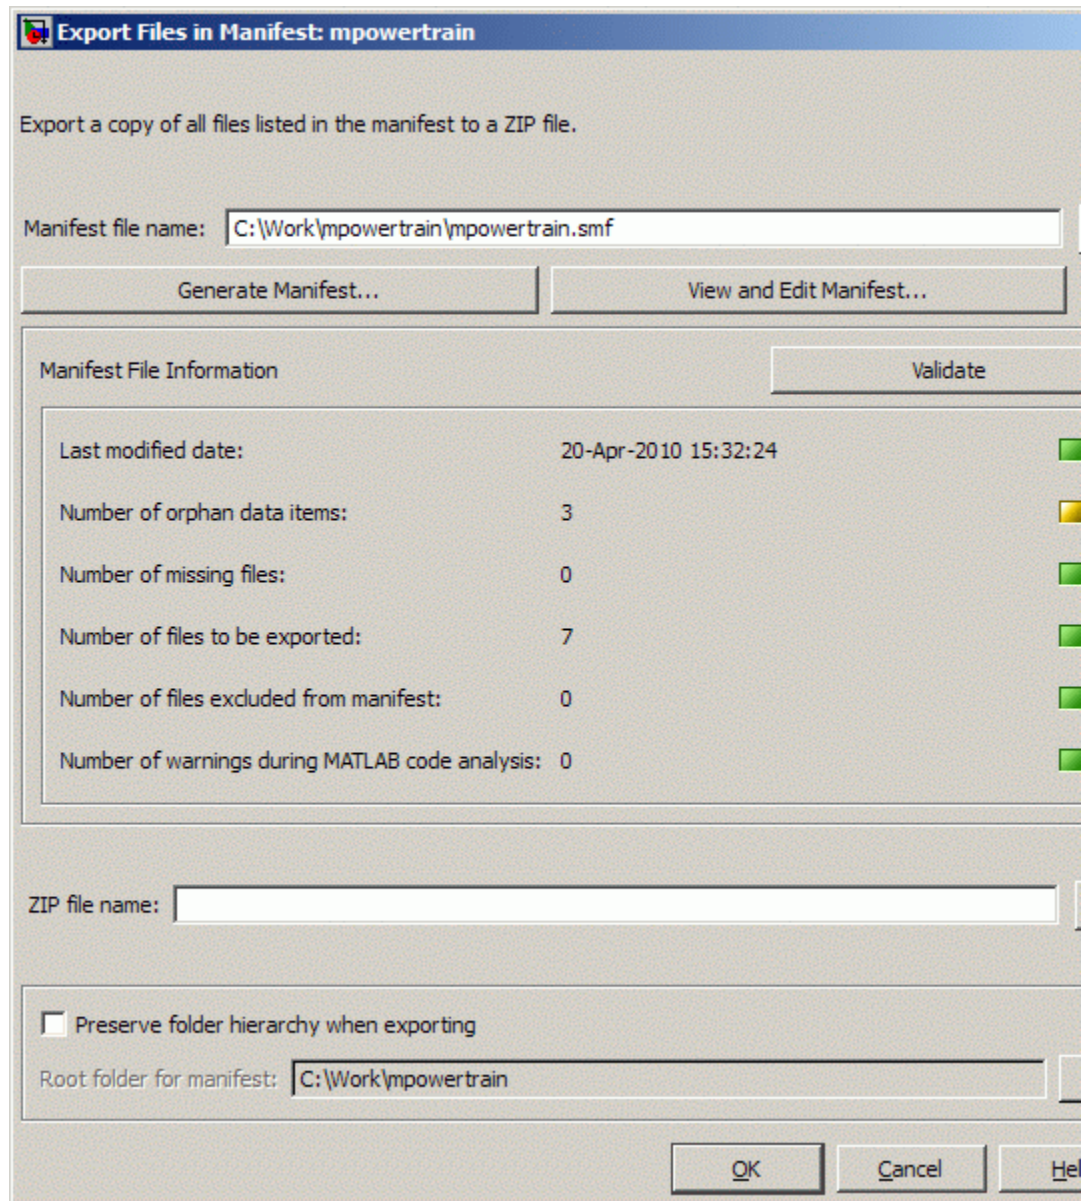 Export Files in Manifest: mpowertrain
Export a copy of all files listed in the manifest to a ZIP file.
Manifest file name: C:\Work\mpowertrain\mpowertrain.smf
Generate Manifest... View and Edit Manifest...
Manifest File Information Validate
Last modified date: 20-Apr-2010 15:32:24
Number of orphan data items: 3
Number of missing files: 0
Number of files to be exported: 7
Number of files excluded from manifest: 0
Number of warnings during MATLAB code analysis: 0
ZIP file name:
Preserve folder hierarchy when exporting
Root folder for manifest: C:\Work\mpowertrain
OK Cancel Hel